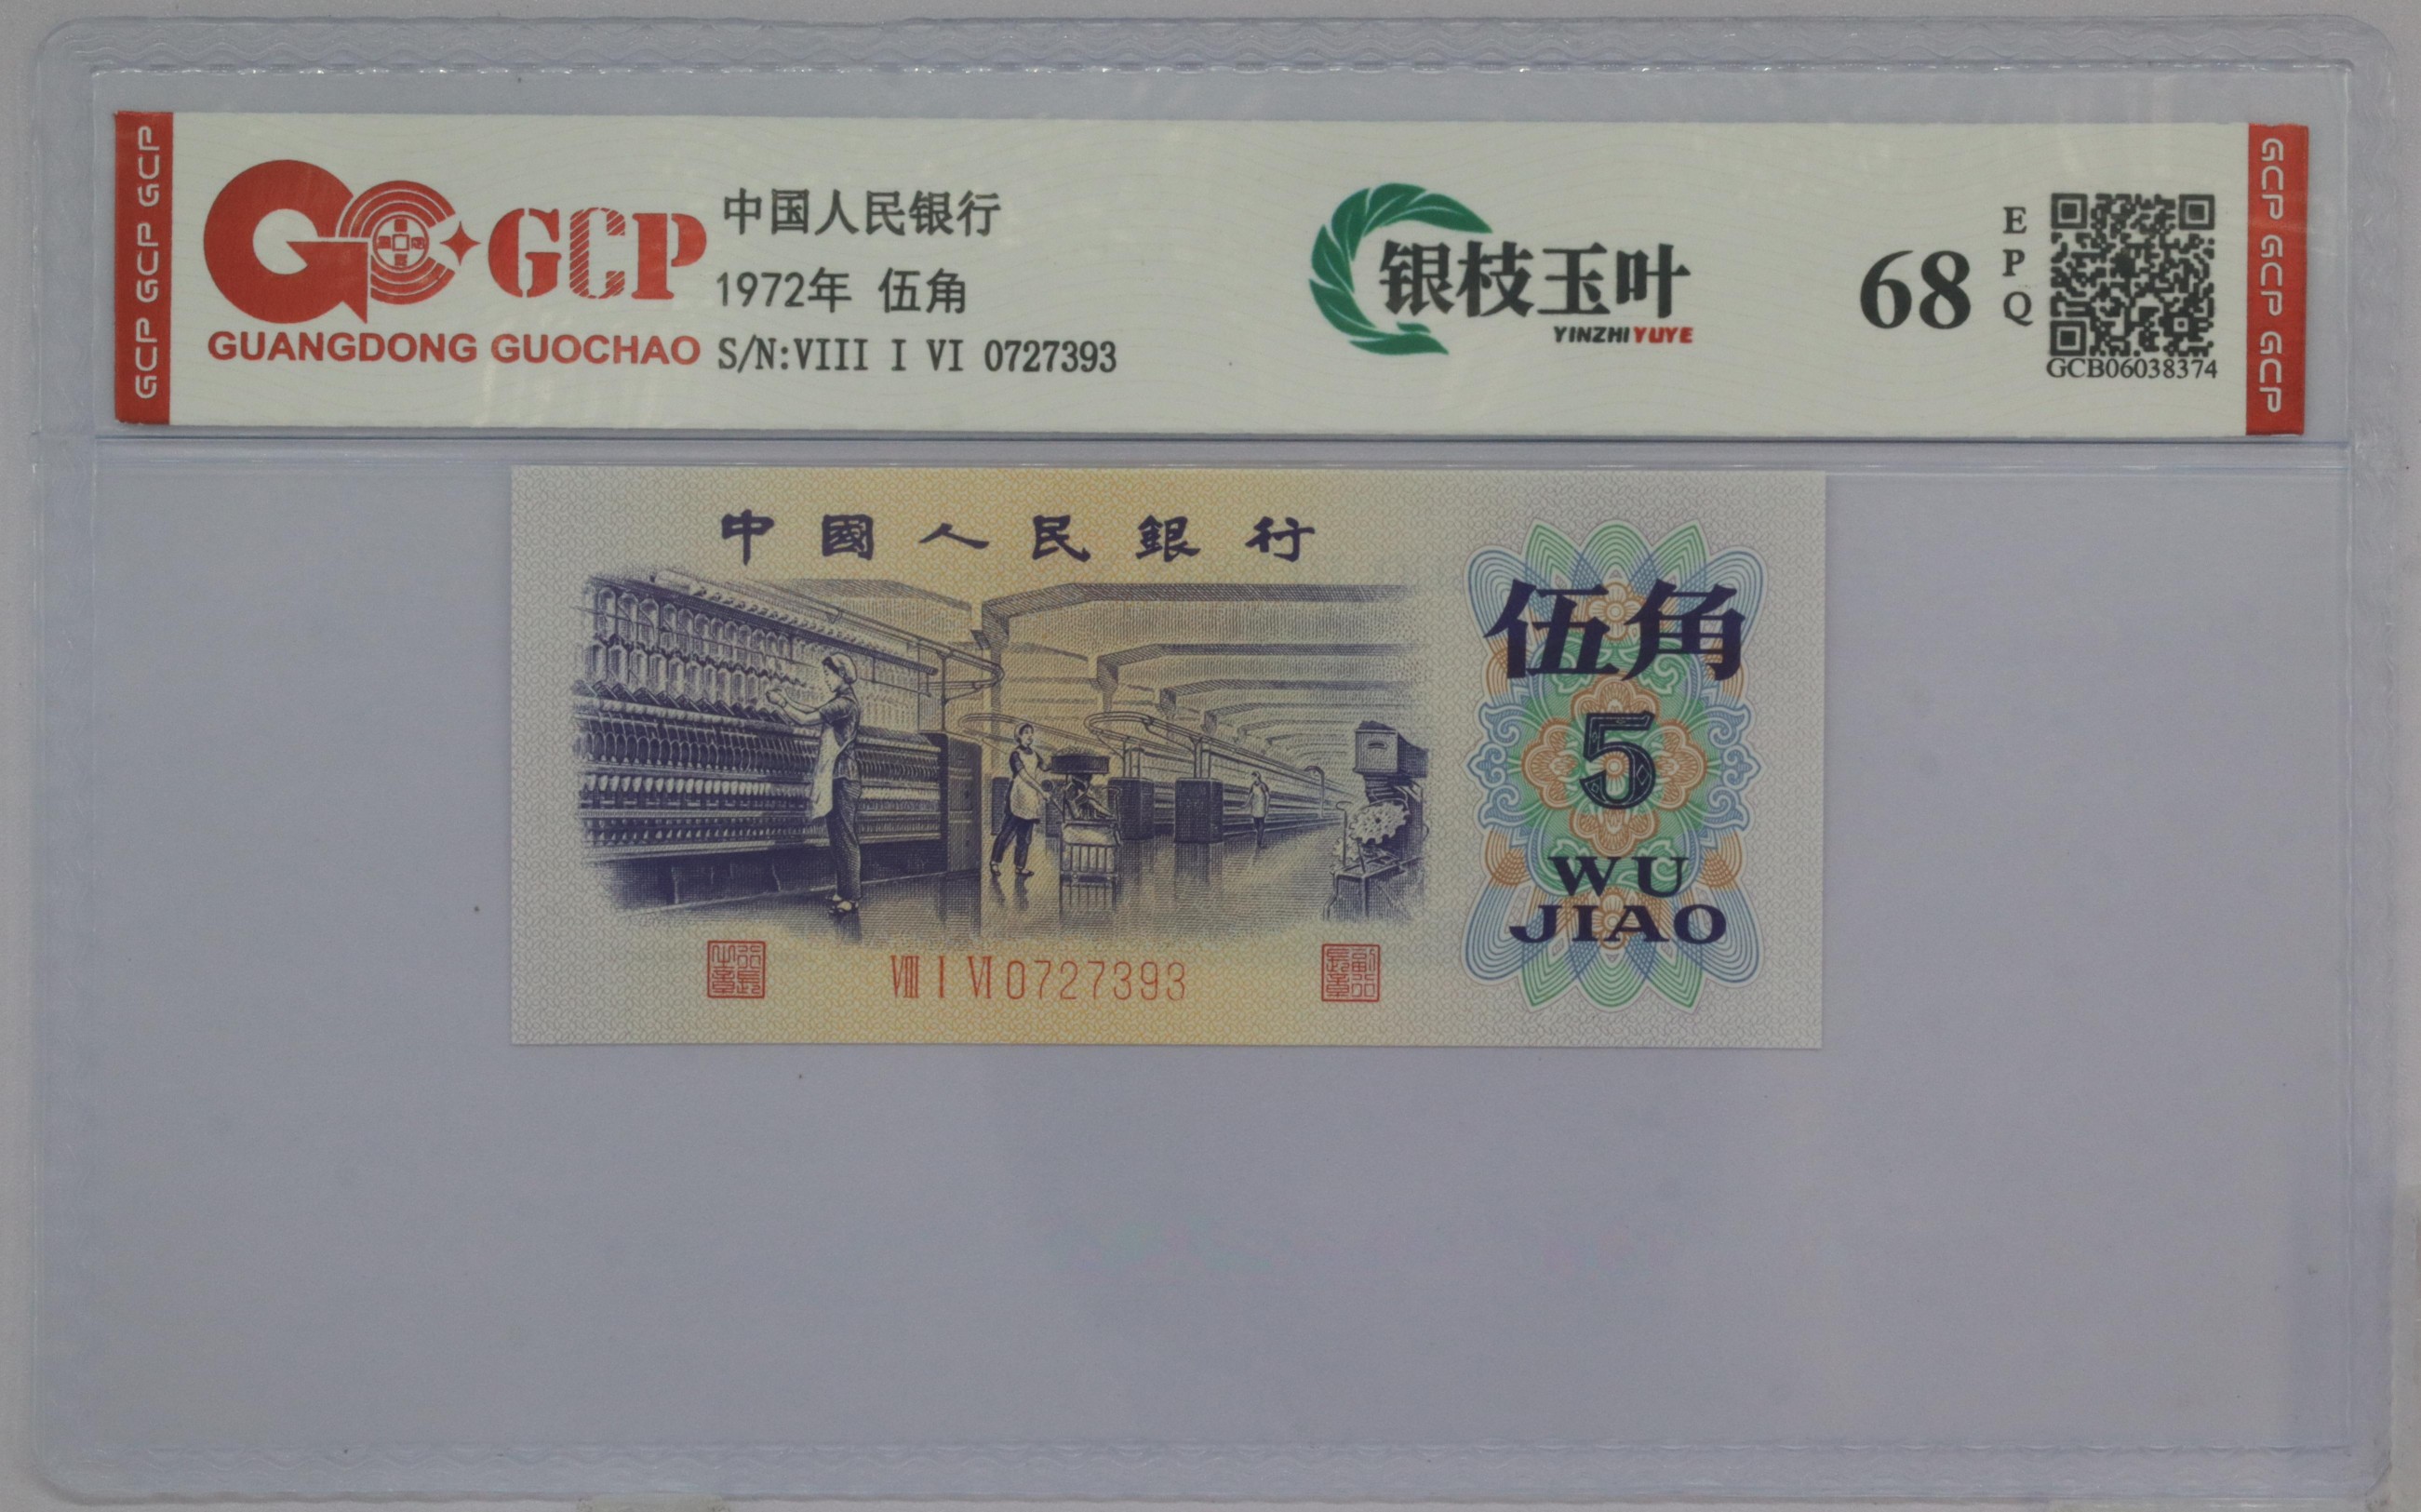 GCP GCP GCP
GCP
GUANGDONG GUOCHAO
中国人民银行
1972年 伍角
S/N:VIII I VI 0727393
银枝玉叶
YINZHIYUYE
68
EPQ
GCB06038374
GCP GCP GCP
中國人民銀行
伍角
5
WU
JIAO
VIII I VI 0727393